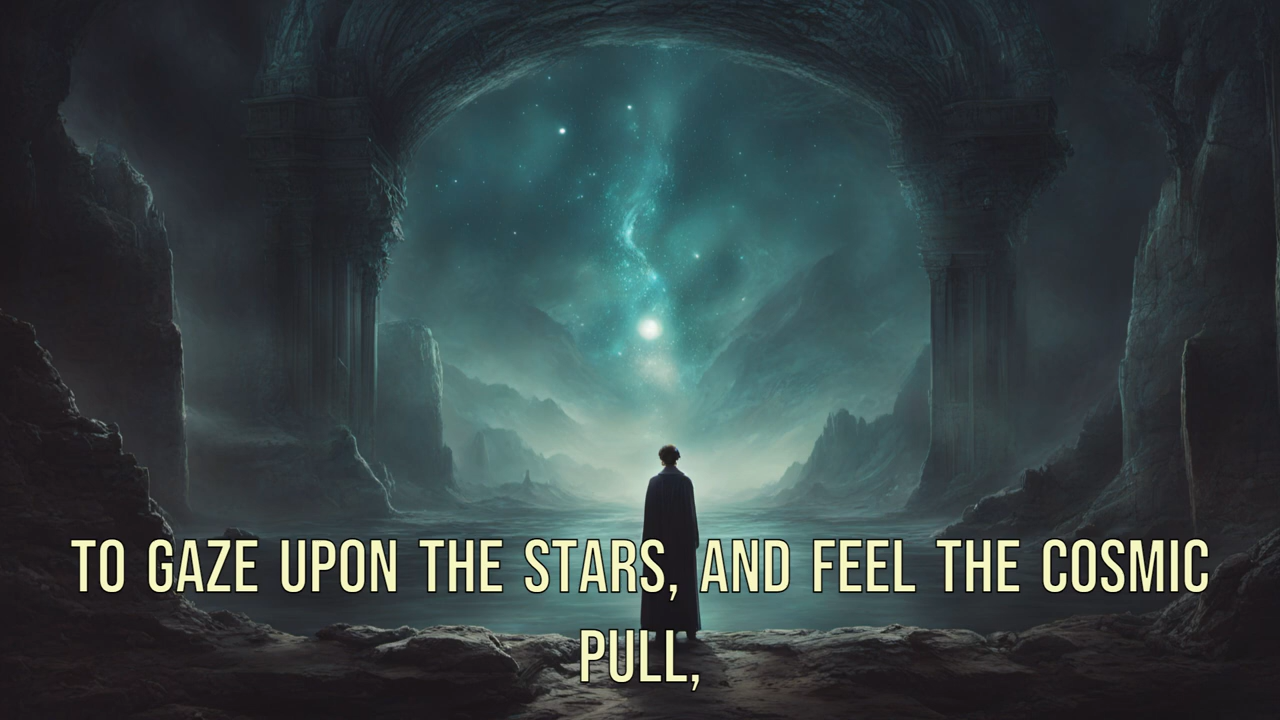 TO GAZE UPON THE STARS, AND FEEL THE COSMIC
PULL,